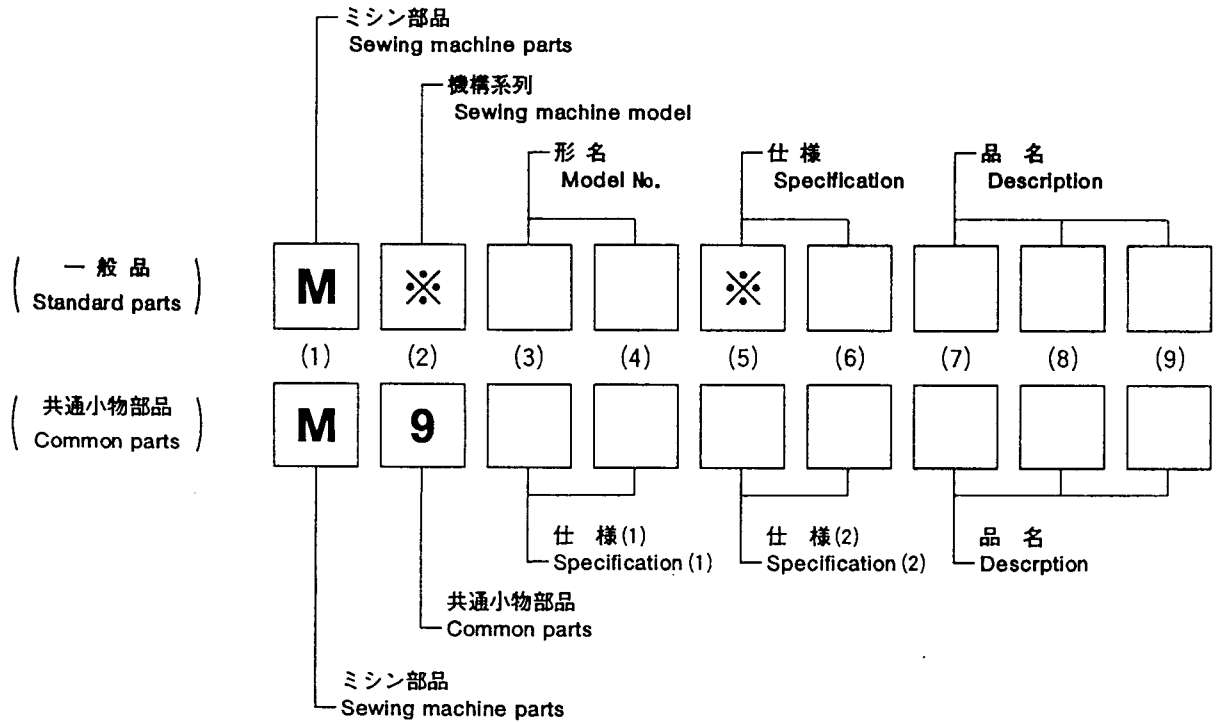 ミシン部品
Sewing machine parts
機構系列
Sewing machine model
形 名
Model No.
仕 様
Specification
品 名
Description
一 般 品
Standard parts
M ※ ※
(1) (2) (3) (4) (5) (6) (7) (8) (9)
共通小物部品
Common parts
M 9
仕 様(1)
Specification(1)
仕 様(2)
Specification(2)
品 名
Descrption
共通小物部品
Common parts
ミシン部品
Sewing machine parts